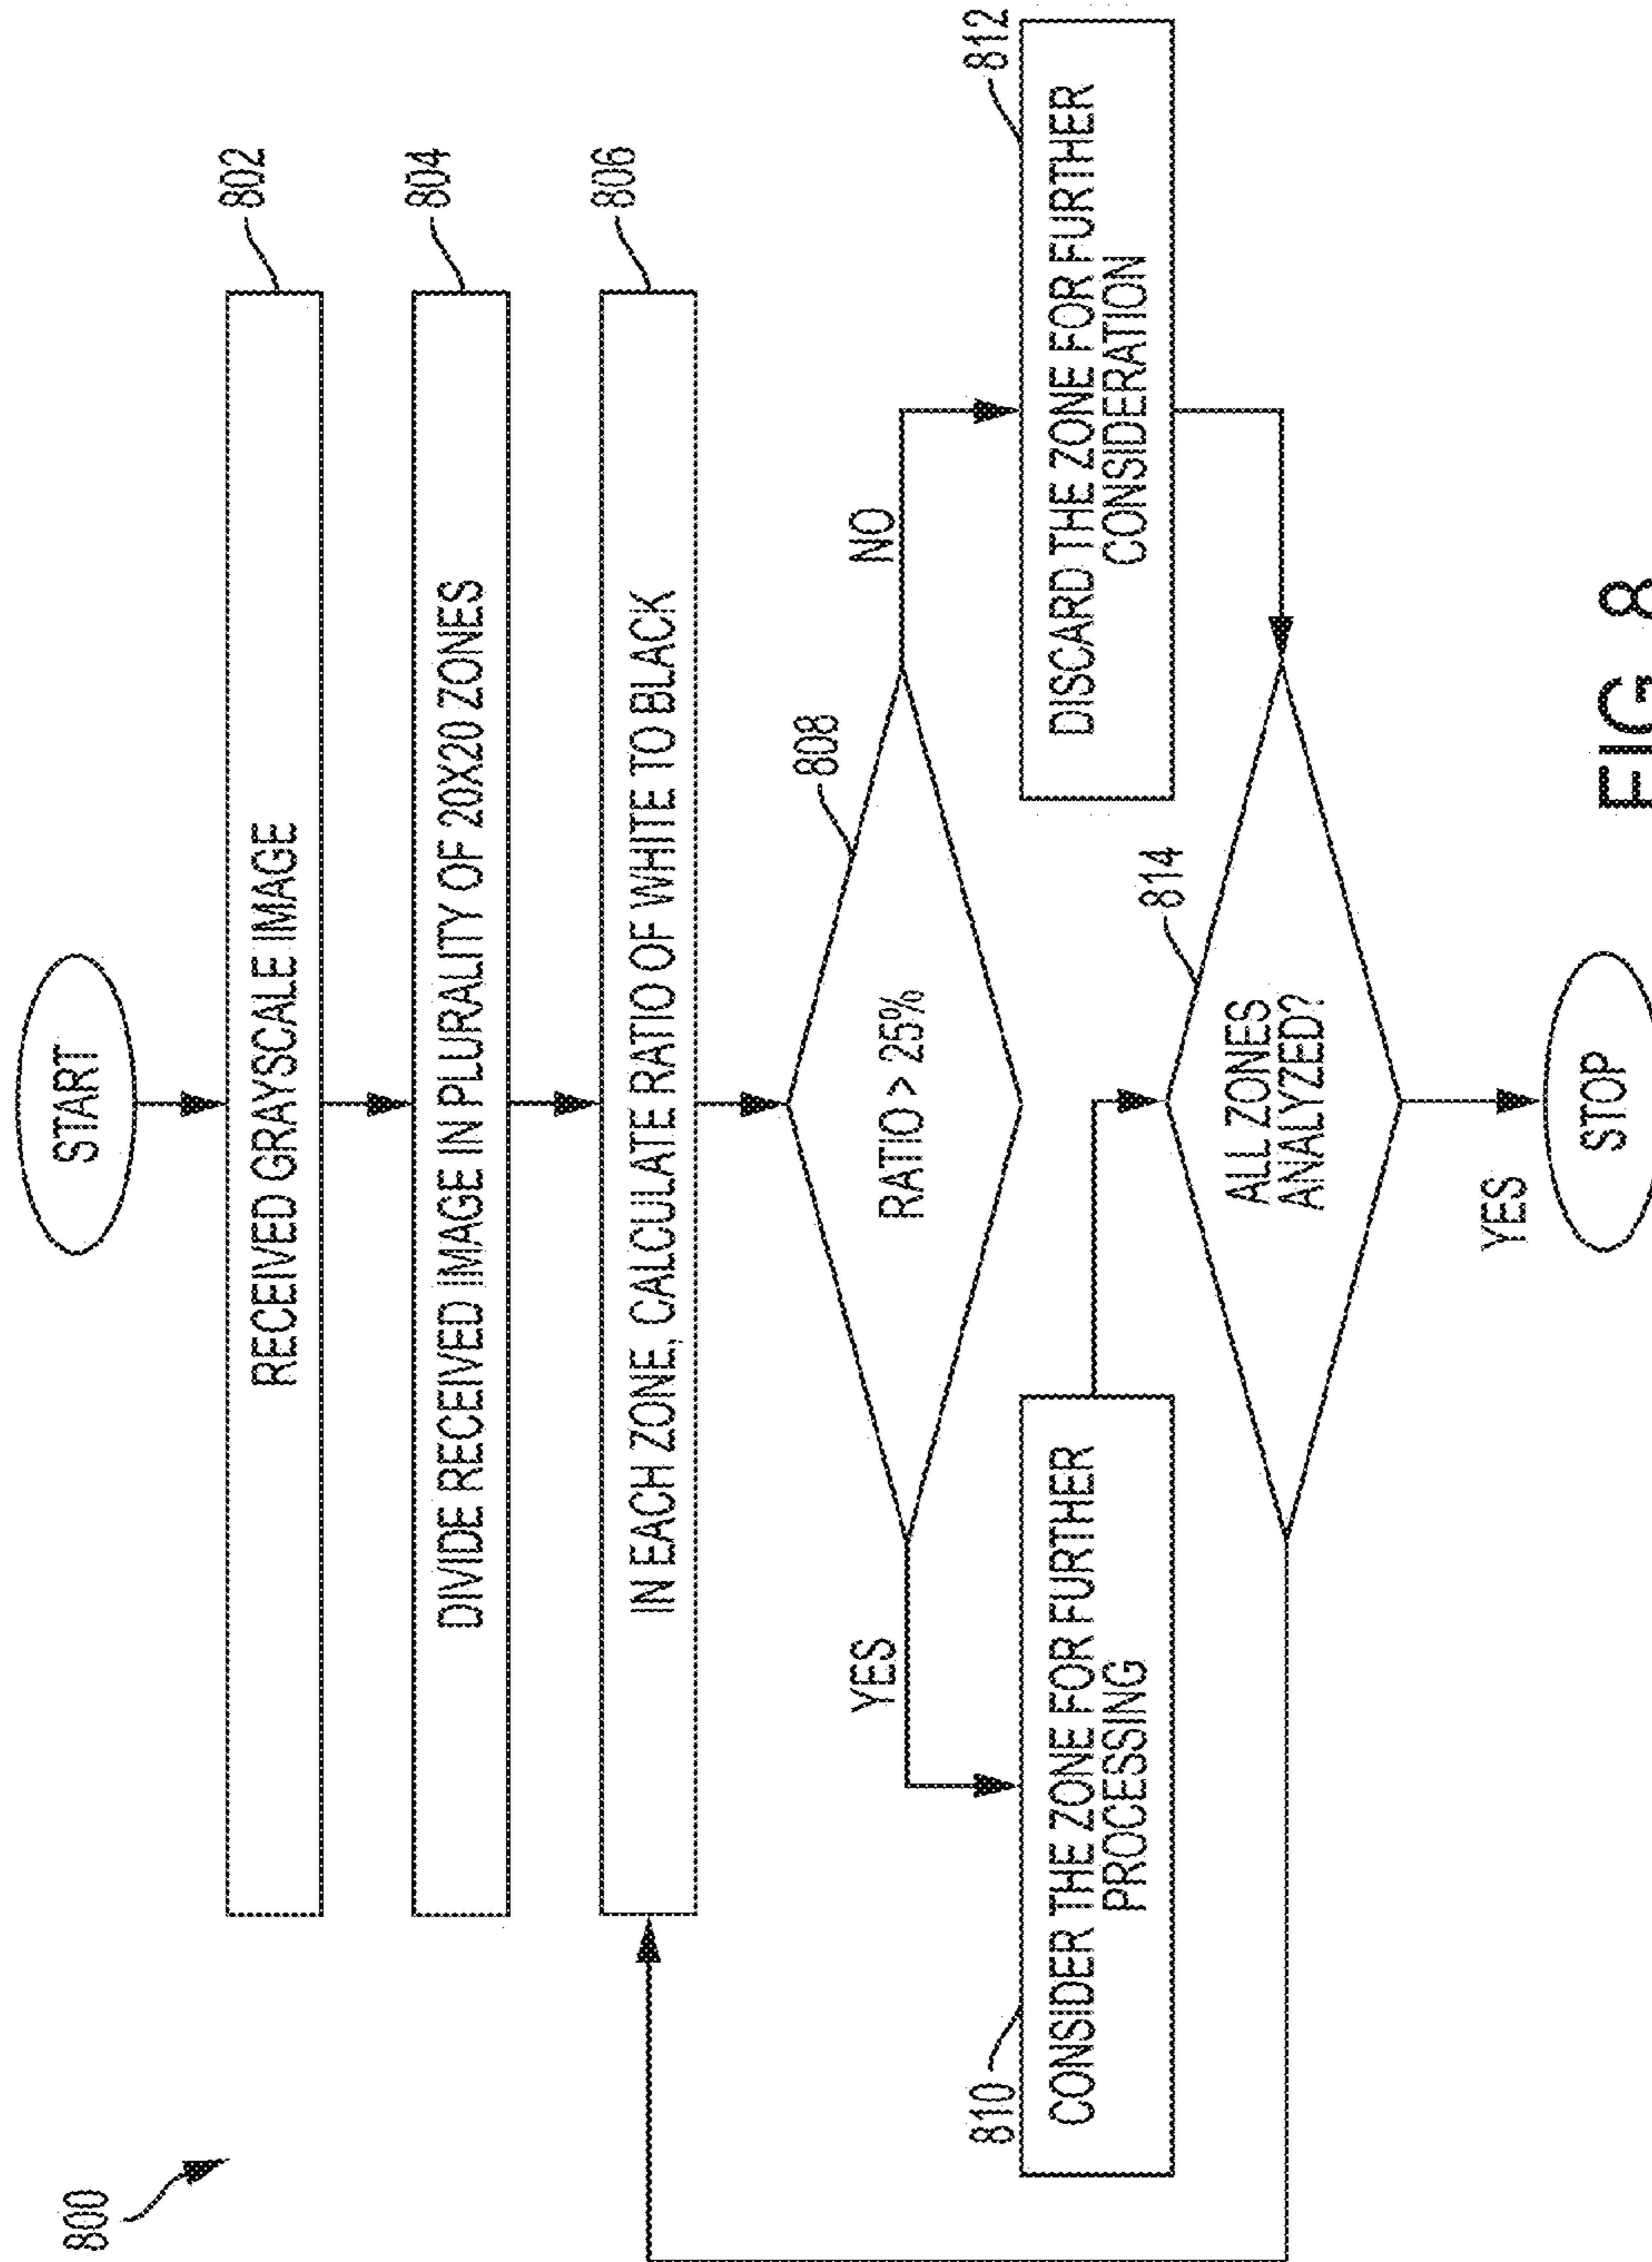 800
START
RECEIVED GRAYSCALE IMAGE
802
DIVIDE RECEIVED IMAGE IN PLURALITY OF 20X20 ZONES
804
IN EACH ZONE, CALCULATE RATIO OF WHITE TO BLACK
806
RATIO > 25%
808
YES
NO
810
CONSIDER THE ZONE FOR FURTHER
PROCESSING
812
DISCARD THE ZONE FOR FURTHER
CONSIDERATION
814
ALL ZONES
ANALYZED?
YES
STOP
FIG. 8